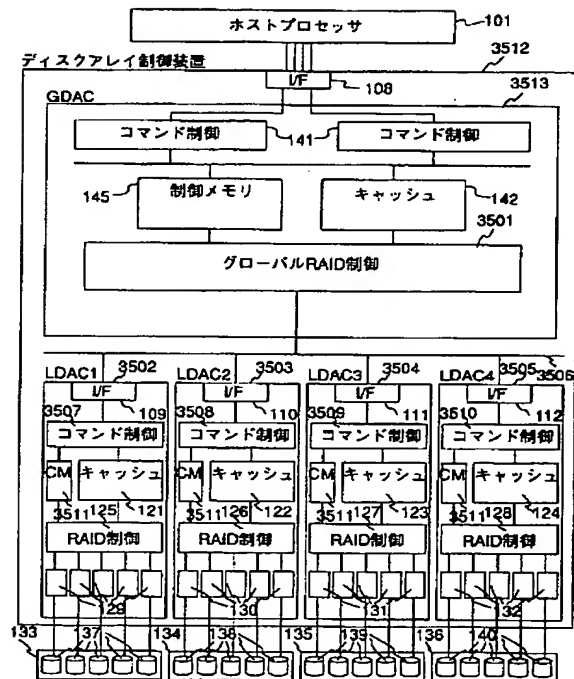 ホストプロセッサ 101
ディスクアレイ制御装置 3512
I/F 108
GDAC 3513
コマンド制御 141 コマンド制御
145 制御メモリ キャッシュ 142
3501
グローバルRAID制御
LDAC1 3502 LDAC2 3503 LDAC3 3504 LDAC4 3505 3506
I/F I/F I/F I/F
3507 109 3508 110 3509 111 3510 112
コマンド制御 コマンド制御 コマンド制御 コマンド制御
CM キャッシュ CM キャッシュ CM キャッシュ CM キャッシュ
3511 125 121 3511 126 122 3511 127 123 3511 128 124
RAID制御 RAID制御 RAID制御 RAID制御
129 130 131 132
133 137 134 138 135 139 136 140